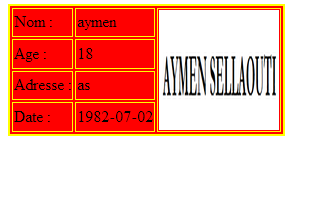 Nom : aymen
Age : 18
Adresse : as
Date : 1982-07-02
AYMEN SELLAOUTI